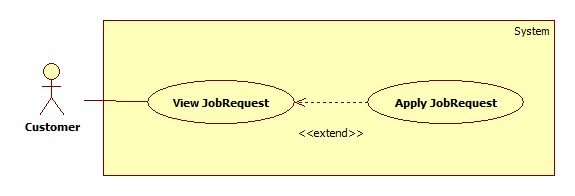 System
View JobRequest
Apply JobRequest
Customer
<<extend>>